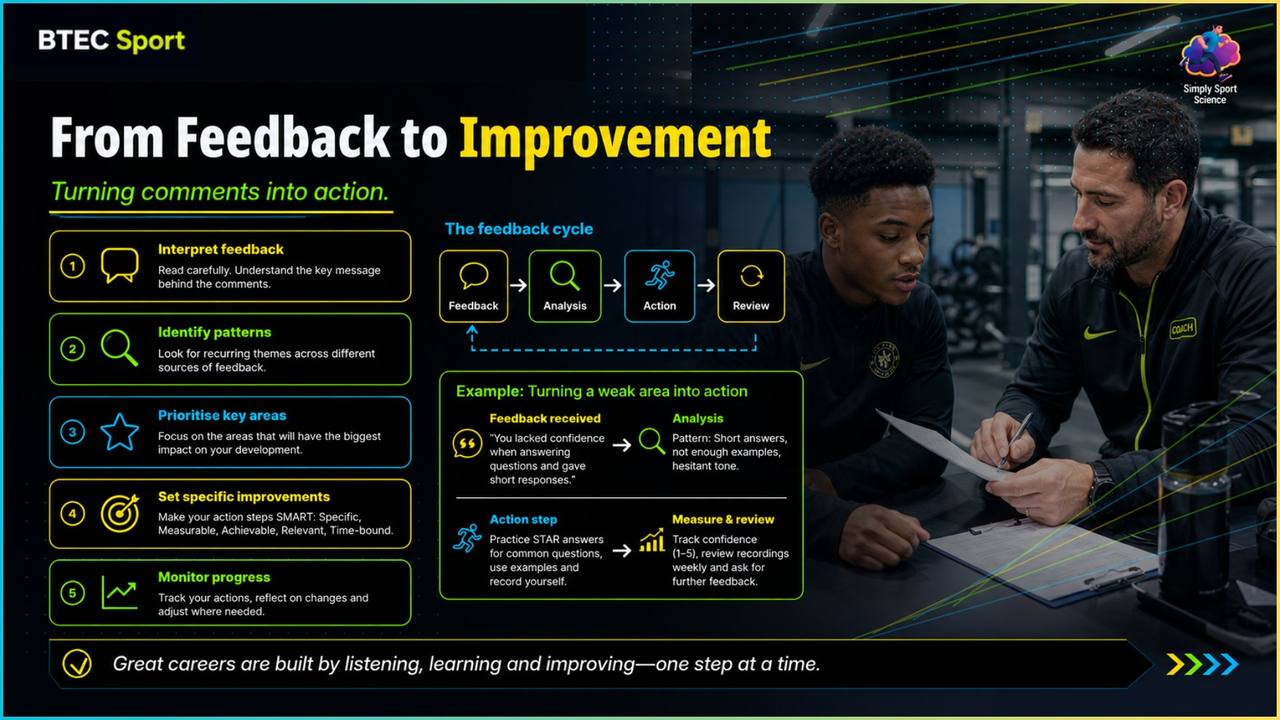 BTEC Sport
Simply Sport
Science
From Feedback to Improvement
Turning comments into action.
1
Interpret feedback
Read carefully. Understand the key message
behind the comments.
2
Identify patterns
Look for recurring themes across different
sources of feedback.
3
Prioritise key areas
Focus on the areas that will have the biggest
impact on your development.
4
Set specific improvements
Make your action steps SMART: Specific,
Measurable, Achievable, Relevant, Time-bound.
5
Monitor progress
Track your actions, reflect on changes and
adjust where needed.
The feedback cycle
Feedback
Analysis
Action
Review
Example: Turning a weak area into action
Feedback received
"You lacked confidence
when answering
questions and gave
short responses."
Analysis
Pattern: Short answers,
not enough examples,
hesitant tone.
Action step
Practice STAR answers
for common questions,
use examples and
record yourself.
Measure & review
Track confidence
(1–5), review recordings
weekly and ask for
further feedback.
COACH
Great careers are built by listening, learning and improving—one step at a time.